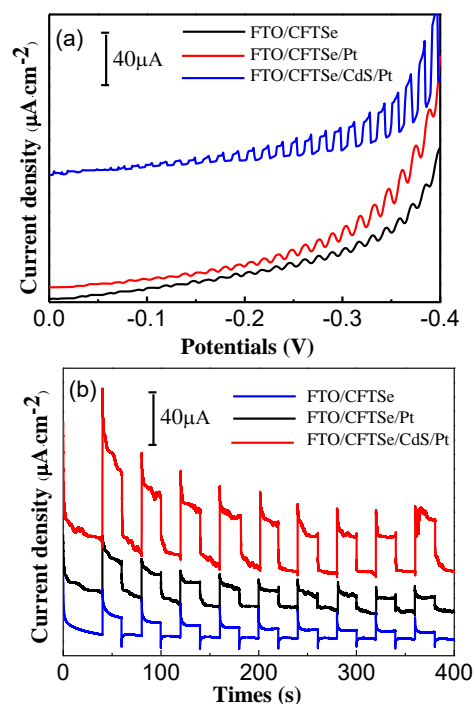 (a)
40μA
FTO/CFTSe
FTO/CFTSe/Pt
FTO/CFTSe/CdS/Pt
Current density (μA·cm-2)
0.0 -0.1 -0.2 -0.3 -0.4
Potentials (V)
(b)
40μA
FTO/CFTSe
FTO/CFTSe/Pt
FTO/CFTSe/CdS/Pt
Current density (μA·cm-2)
0 100 200 300 400
Times (s)